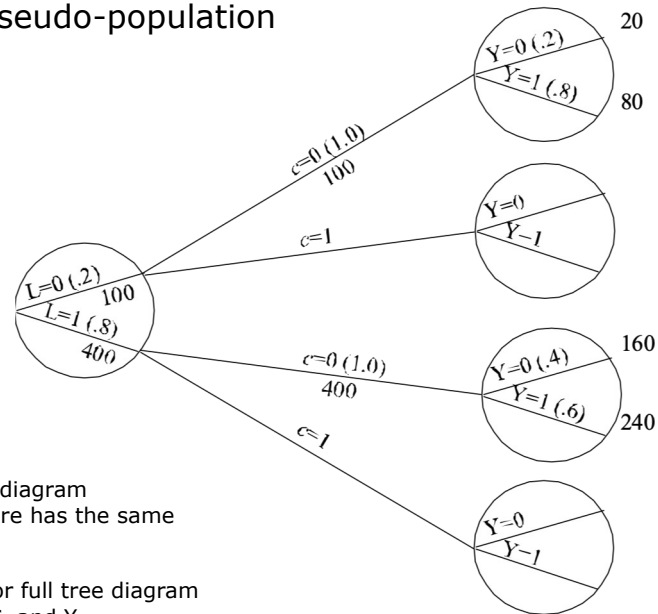 seudo-population
Y=0 (.2)
20
Y=1 (.8)
80
c=0 (1.0)
100
Y=0
Y–1
c=1
L=0 (.2)
100
L=1 (.8)
400
c=0 (1.0)
400
Y=0 (.4)
160
Y=1 (.6)
240
c=1
Y=0
Y–1
diagram
re has the same
or full tree diagram